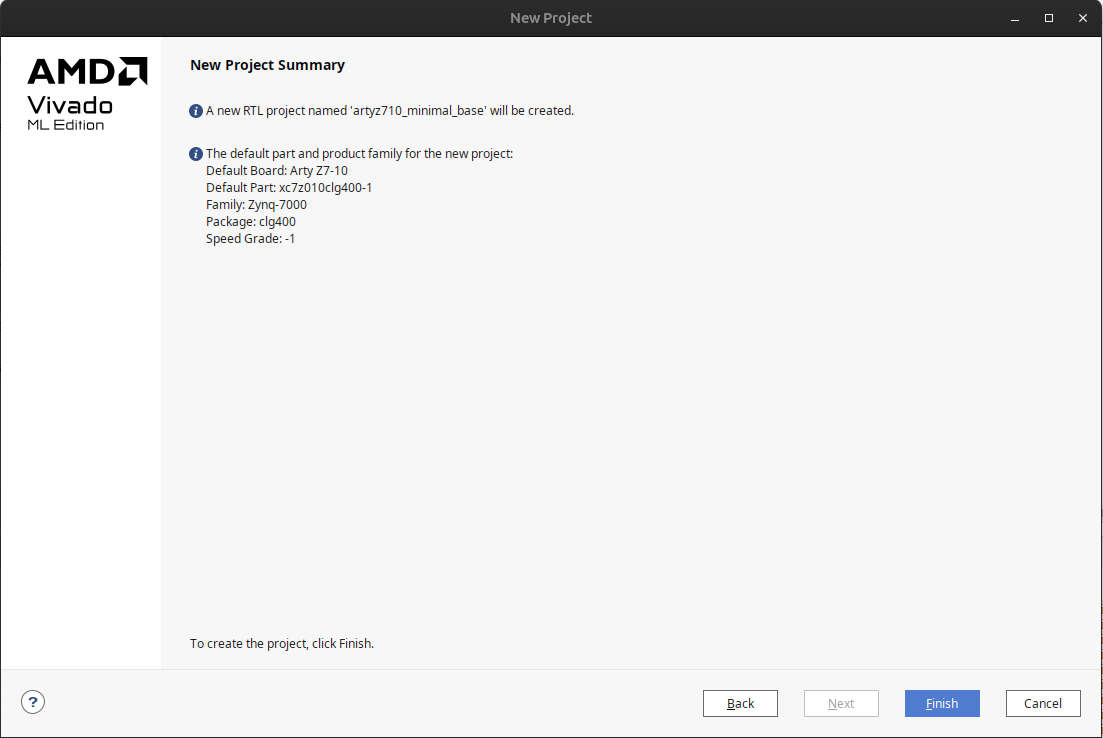 New Project
AMD
Vivado
ML Edition
New Project Summary
A new RTL project named 'artyz710_minimal_base' will be created.
The default part and product family for the new project:
Default Board: Arty Z7-10
Default Part: xc7z010clg400-1
Family: Zynq-7000
Package: clg400
Speed Grade: -1
To create the project, click Finish.
?
Back
Next
Finish
Cancel